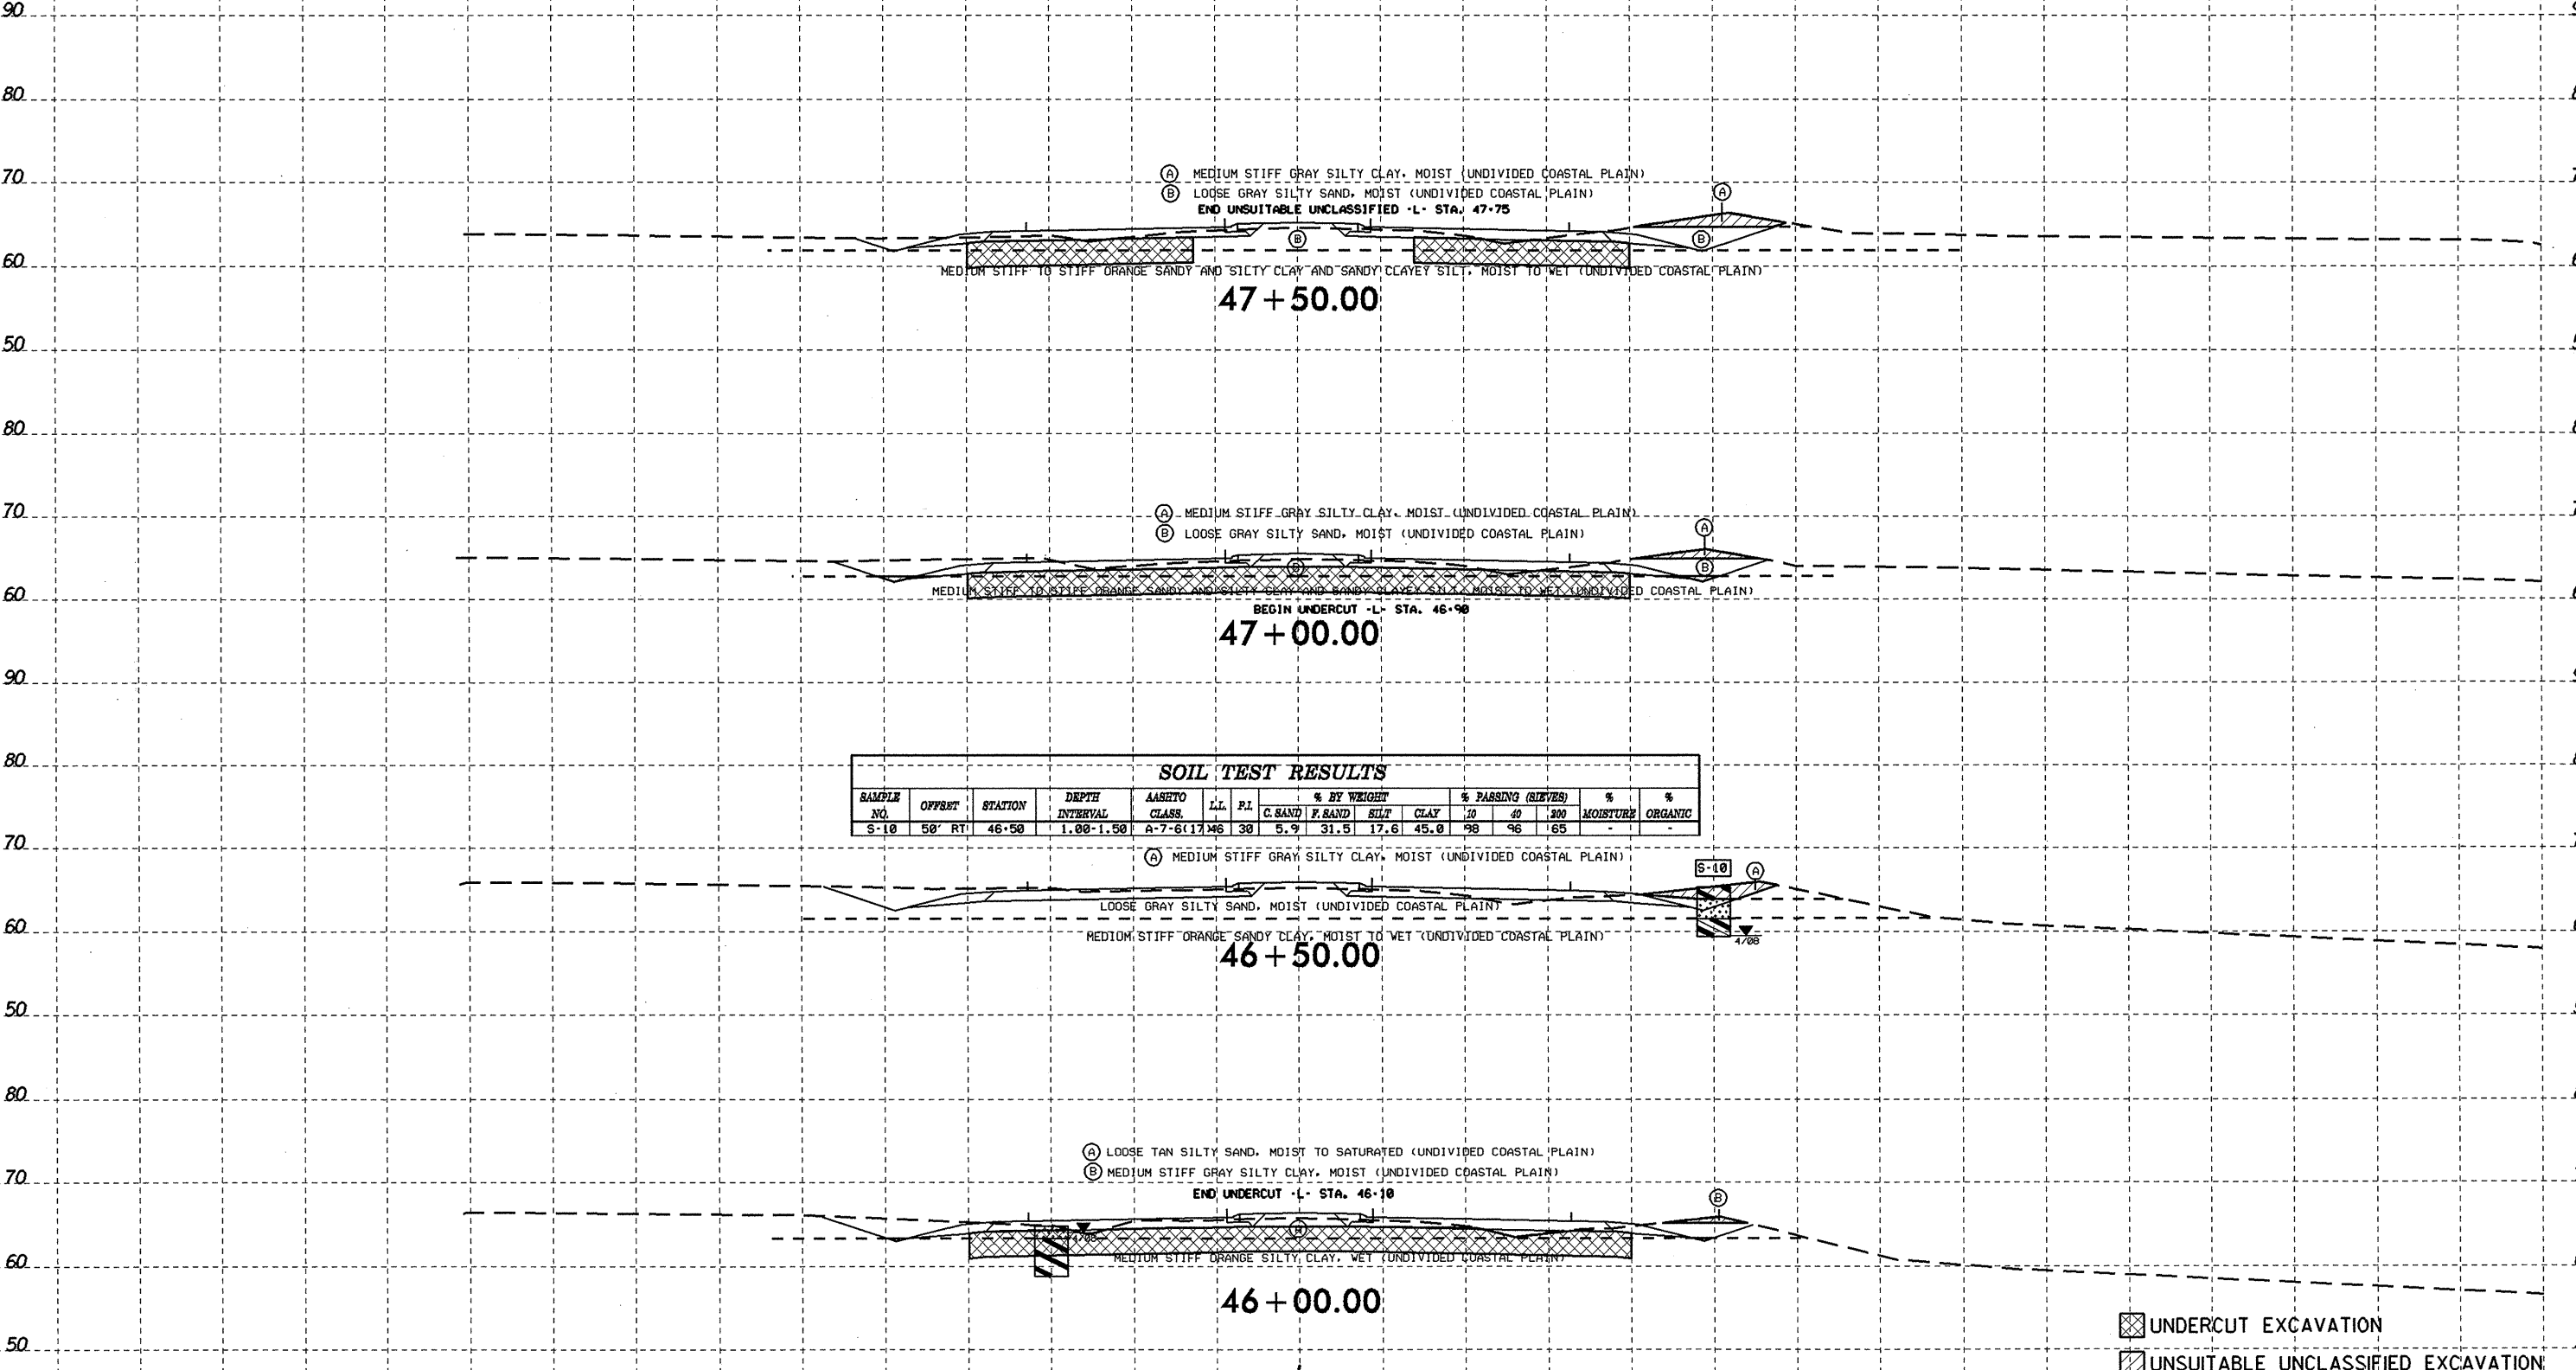 90
80
70
Ⓐ MEDIUM STIFF GRAY SILTY CLAY, MOIST (UNDIVIDED COASTAL PLAIN)
Ⓐ
Ⓑ LOOSE GRAY SILTY SAND, MOIST (UNDIVIDED COASTAL PLAIN)
END UNSUITABLE UNCLASSIFIED -L- STA. 47+75
Ⓑ
Ⓑ
60
MEDIUM STIFF TO STIFF ORANGE SANDY AND SILTY CLAY AND SANDY CLAYEY SILT, MOIST TO WET (UNDIVIDED COASTAL PLAIN)
47+50.00
50
80
70
Ⓐ MEDIUM STIFF GRAY SILTY CLAY, MOIST (UNDIVIDED COASTAL PLAIN)
Ⓐ
Ⓑ LOOSE GRAY SILTY SAND, MOIST (UNDIVIDED COASTAL PLAIN)
Ⓑ
Ⓑ
60
MEDIUM STIFF TO STIFF ORANGE SANDY AND SILTY CLAY AND SANDY CLAYEY SILT, MOIST TO WET (UNDIVIDED COASTAL PLAIN)
BEGIN UNDERCUT -L- STA. 46+90
47+00.00
90
80
SOIL TEST RESULTS
SAMPLE NO. OFFSET STATION DEPTH INTERVAL AASHTO CLASS. L.L. P.I. % BY WEIGHT C. SAND F. SAND SILT CLAY % PASSING (SIEVES) 10 40 200 % MOISTURE % ORGANIC
S-10 50' RT 46+50 1.00-1.50 A-7-6(17) 46 30 5.9 31.5 17.6 45.0 98 96 65 - -
70
Ⓐ MEDIUM STIFF GRAY SILTY CLAY, MOIST (UNDIVIDED COASTAL PLAIN)
S-10 Ⓐ
LOOSE GRAY SILTY SAND, MOIST (UNDIVIDED COASTAL PLAIN)
60
MEDIUM STIFF ORANGE SANDY CLAY, MOIST TO WET (UNDIVIDED COASTAL PLAIN)
4/08
46+50.00
50
80
Ⓐ LOOSE TAN SILTY SAND, MOIST TO SATURATED (UNDIVIDED COASTAL PLAIN)
Ⓑ MEDIUM STIFF GRAY SILTY CLAY, MOIST (UNDIVIDED COASTAL PLAIN)
70
END UNDERCUT -L- STA. 46+10
Ⓑ
Ⓐ
4/08
60
MEDIUM STIFF ORANGE SILTY CLAY, WET (UNDIVIDED COASTAL PLAIN)
46+00.00
50
UNDERCUT EXCAVATION
UNSUITABLE UNCLASSIFIED EXCAVATION